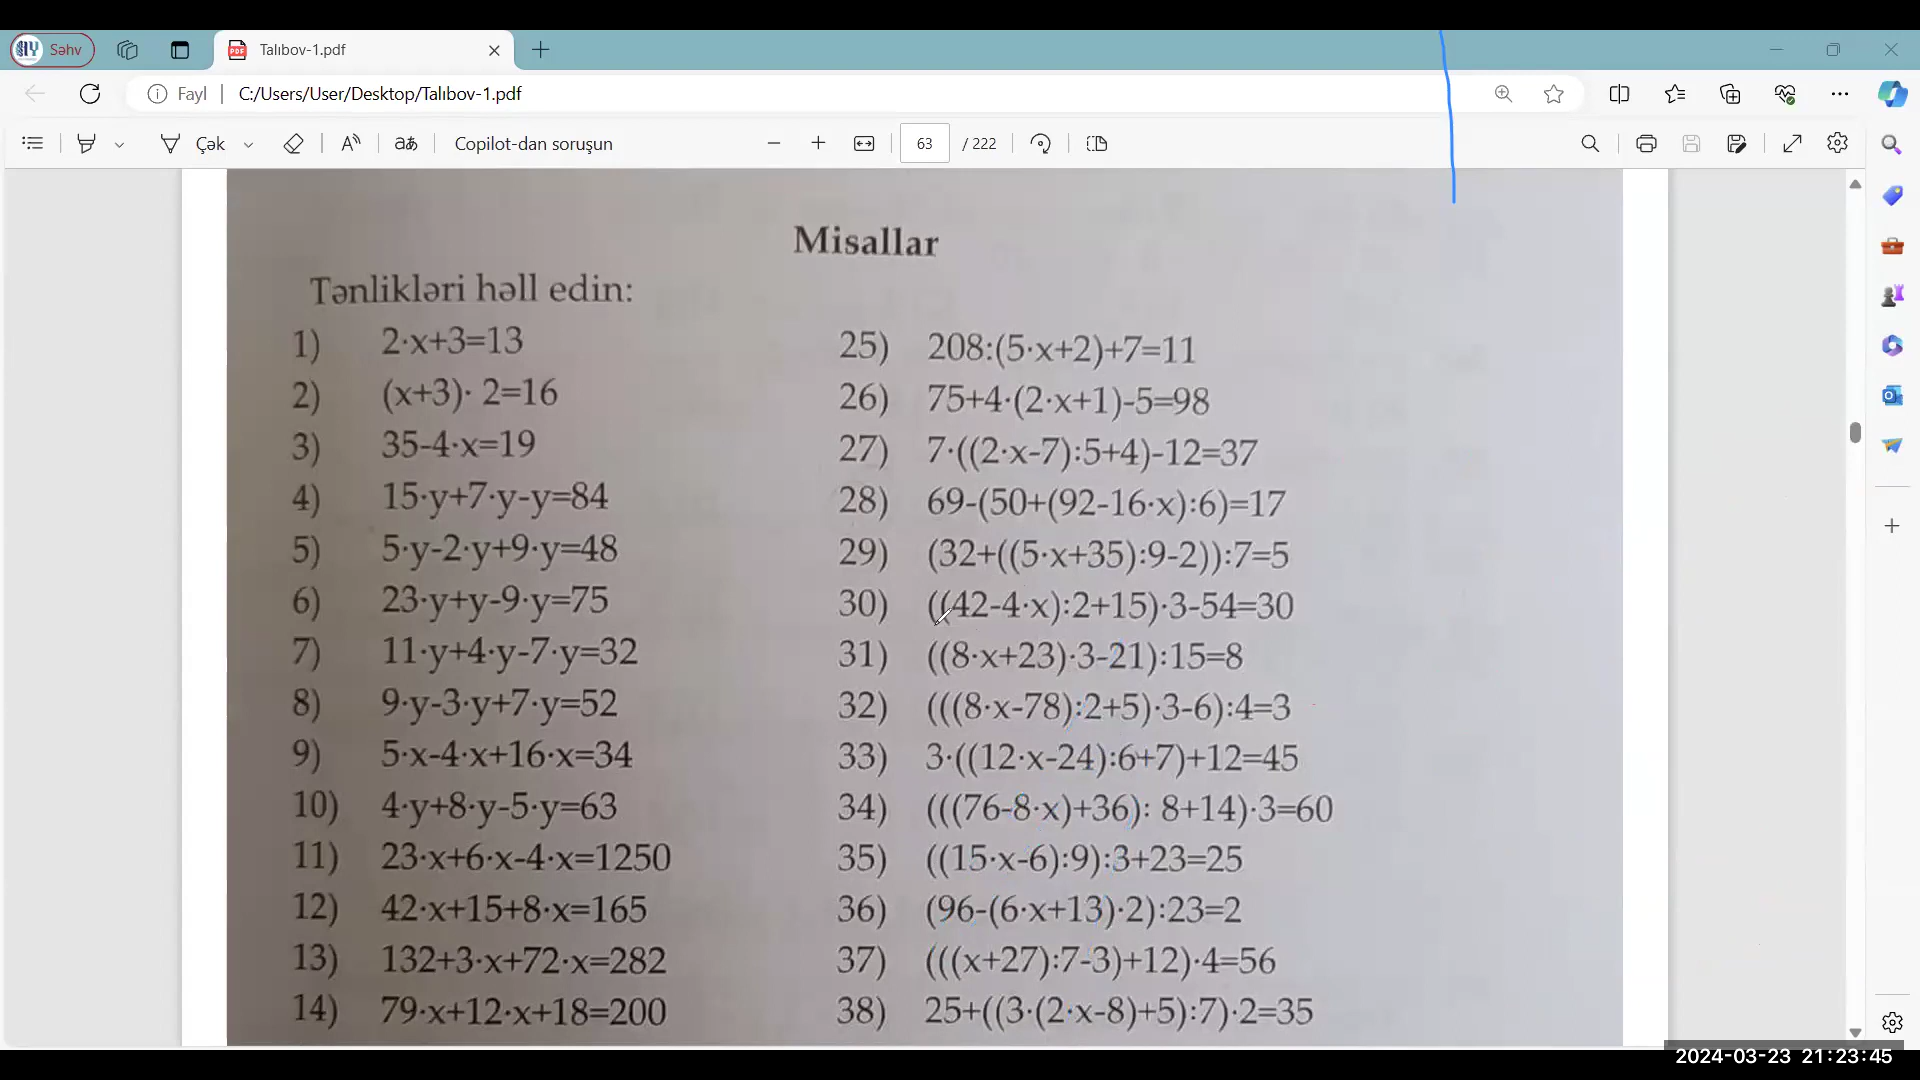 Səhv
Talıbov-1.pdf
Fayl
C:/Users/User/Desktop/Talıbov-1.pdf
Çək
aあ
Copilot-dan soruşun
63 / 222
Misallar
Tənlikləri həll edin:
1) 2·x+3=13
2) (x+3)· 2=16
3) 35-4·x=19
4) 15·y+7·y-y=84
5) 5·y-2·y+9·y=48
6) 23·y+y-9·y=75
7) 11·y+4·y-7·y=32
8) 9·y-3·y+7·y=52
9) 5·x-4·x+16·x=34
10) 4·y+8·y-5·y=63
11) 23·x+6·x-4·x=1250
12) 42·x+15+8·x=165
13) 132+3·x+72·x=282
14) 79·x+12·x+18=200
25) 208:(5·x+2)+7=11
26) 75+4·(2·x+1)-5=98
27) 7·((2·x-7):5+4)-12=37
28) 69-(50+(92-16·x):6)=17
29) (32+((5·x+35):9-2)):7=5
30) ((42-4·x):2+15)·3-54=30
31) ((8·x+23)·3-21):15=8
32) (((8·x-78):2+5)·3-6):4=3
33) 3·((12·x-24):6+7)+12=45
34) (((76-8·x)+36): 8+14)·3=60
35) ((15·x-6):9):3+23=25
36) (96-(6·x+13)·2):23=2
37) (((x+27):7-3)+12)·4=56
38) 25+((3·(2·x-8)+5):7)·2=35
2024-03-23 21:23:45